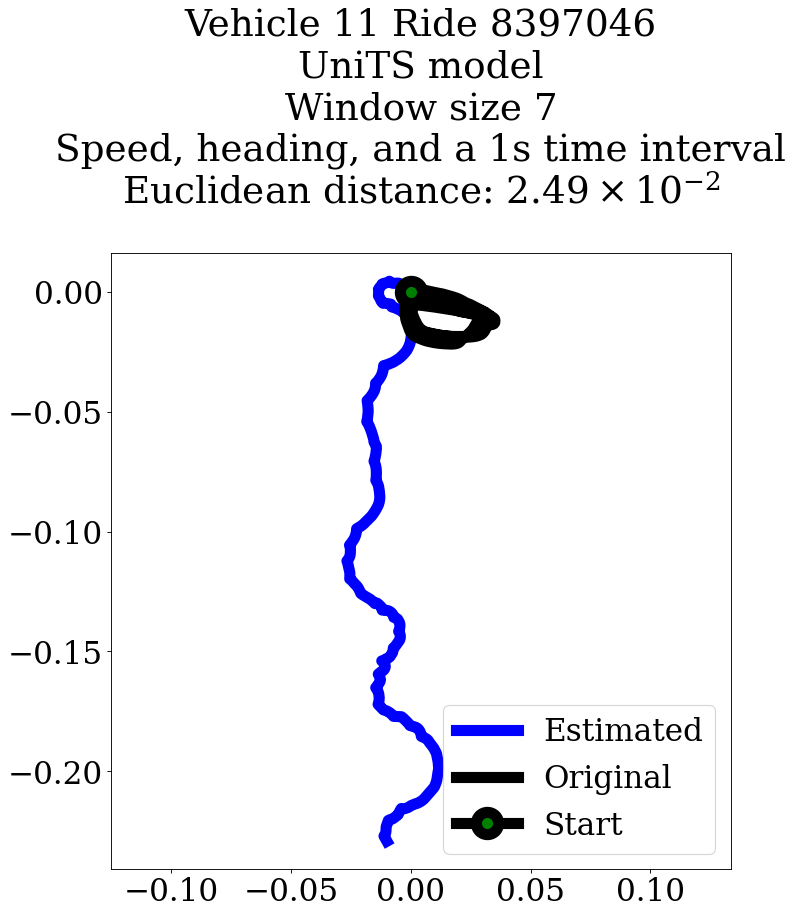 Vehicle 11 Ride 8397046
UniTS model
Window size 7
Speed, heading, and a 1s time interval
Euclidean distance: 2.49 × 10⁻²
0.00
−0.05
−0.10
−0.15
−0.20
Estimated
Original
Start
−0.10 −0.05 0.00 0.05 0.10